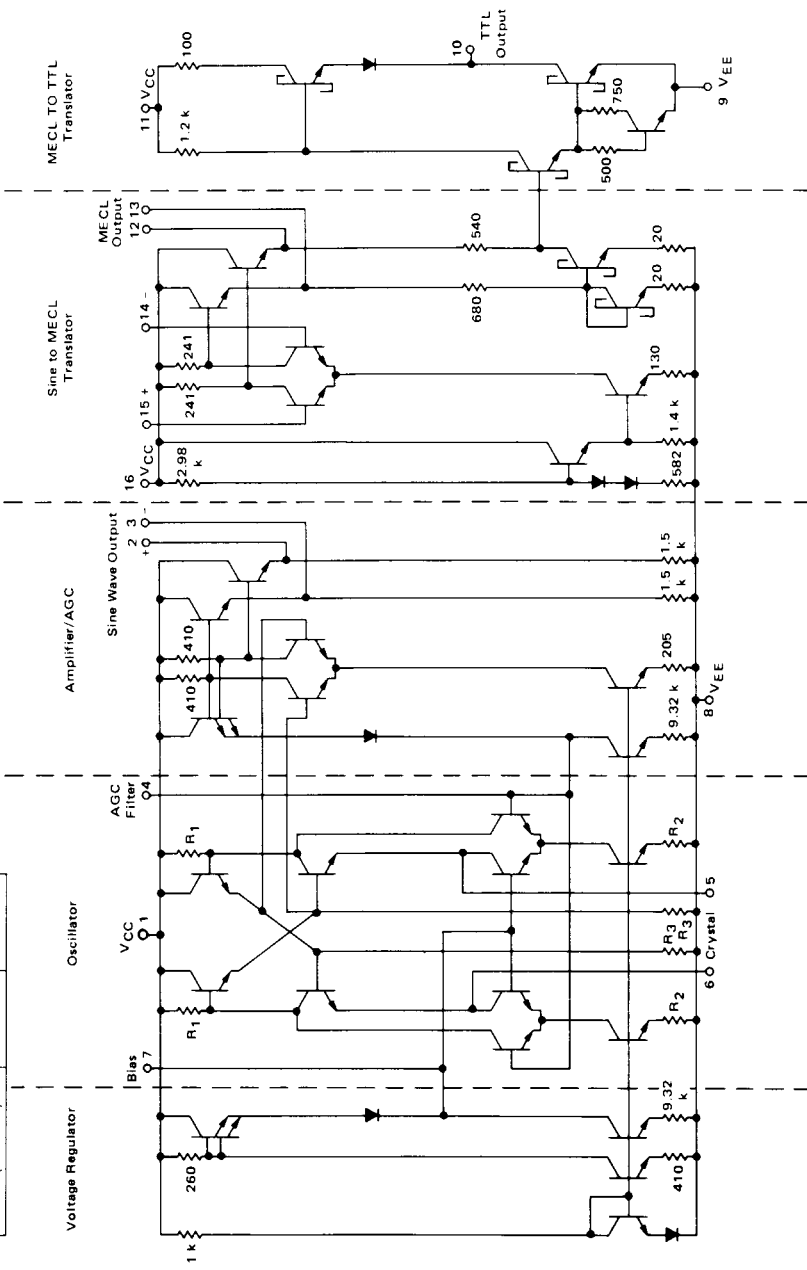 Voltage Regulator
Oscillator
Amplifier/AGC
Sine to MECL
Translator
MECL TO TTL
Translator
1 k
260
410
9.32
k
Bias 7
R1
VCC
1
R1
AGC
Filter 4
R2
R3
R3
R2
6 Crystal 5
Sine Wave Output
+ -
2 3
410
410
9.32 k
205
1.5
k
1.5
k
8 VEE
16 VCC
2.98
k
15 +
14 -
241
241
MECL
Output
12 13
582
1.4 k
130
680
540
20
20
11 VCC
1.2 k
100
10
TTL
Output
500
750
9 VEE